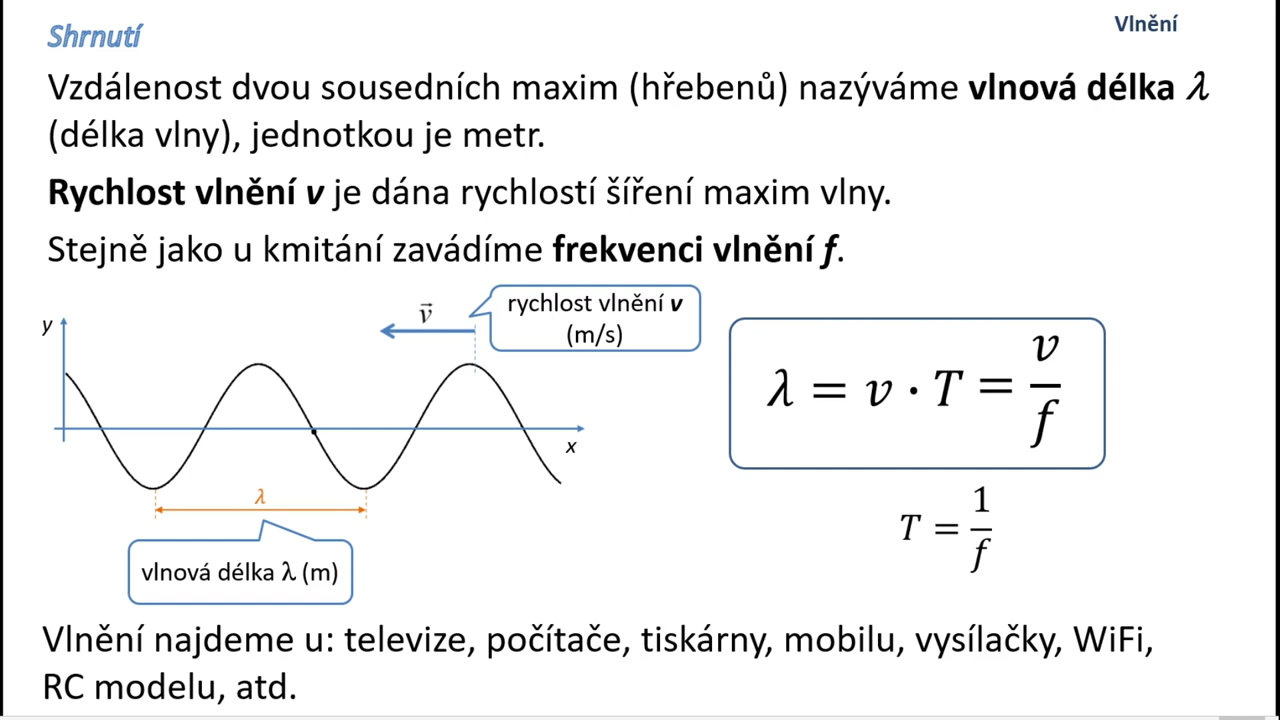 Shrnutí
Vlnění
Vzdálenost dvou sousedních maxim (hřebenů) nazýváme vlnová délka λ
(délka vlny), jednotkou je metr.
Rychlost vlnění v je dána rychlostí šíření maxim vlny.
Stejně jako u kmitání zavádíme frekvenci vlnění f.
y
v⃗
rychlost vlnění v
(m/s)
x
λ
vlnová délka λ (m)
λ = v · T = v/f
T = 1/f
Vlnění najdeme u: televize, počítače, tiskárny, mobilu, vysílačky, WiFi,
RC modelu, atd.